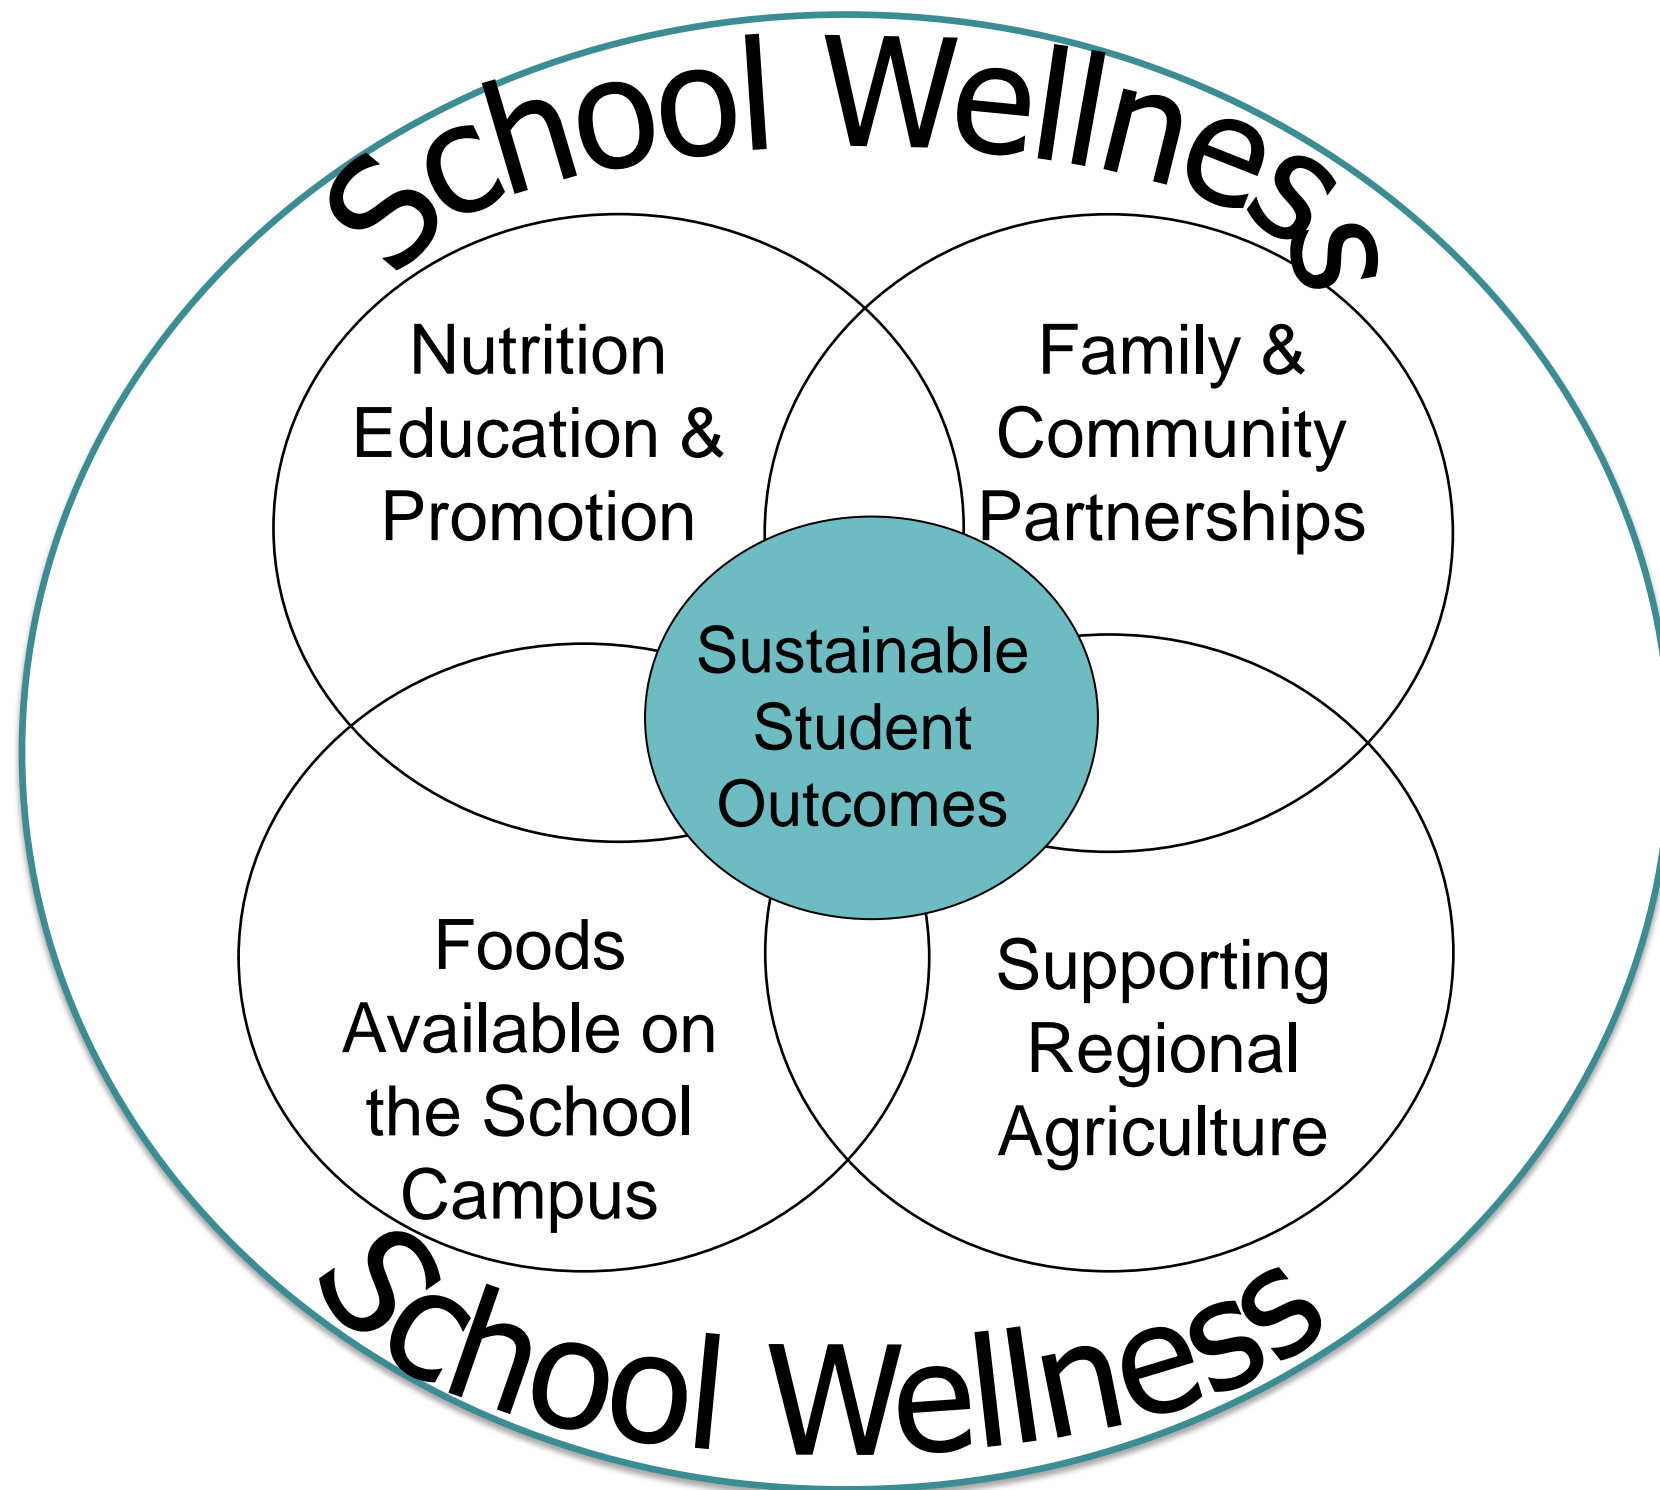 School Wellness
Nutrition
Education &
Promotion
Family &
Community
Partnerships
Sustainable
Student
Outcomes
Foods
Available on
the School
Campus
Supporting
Regional
Agriculture
School Wellness